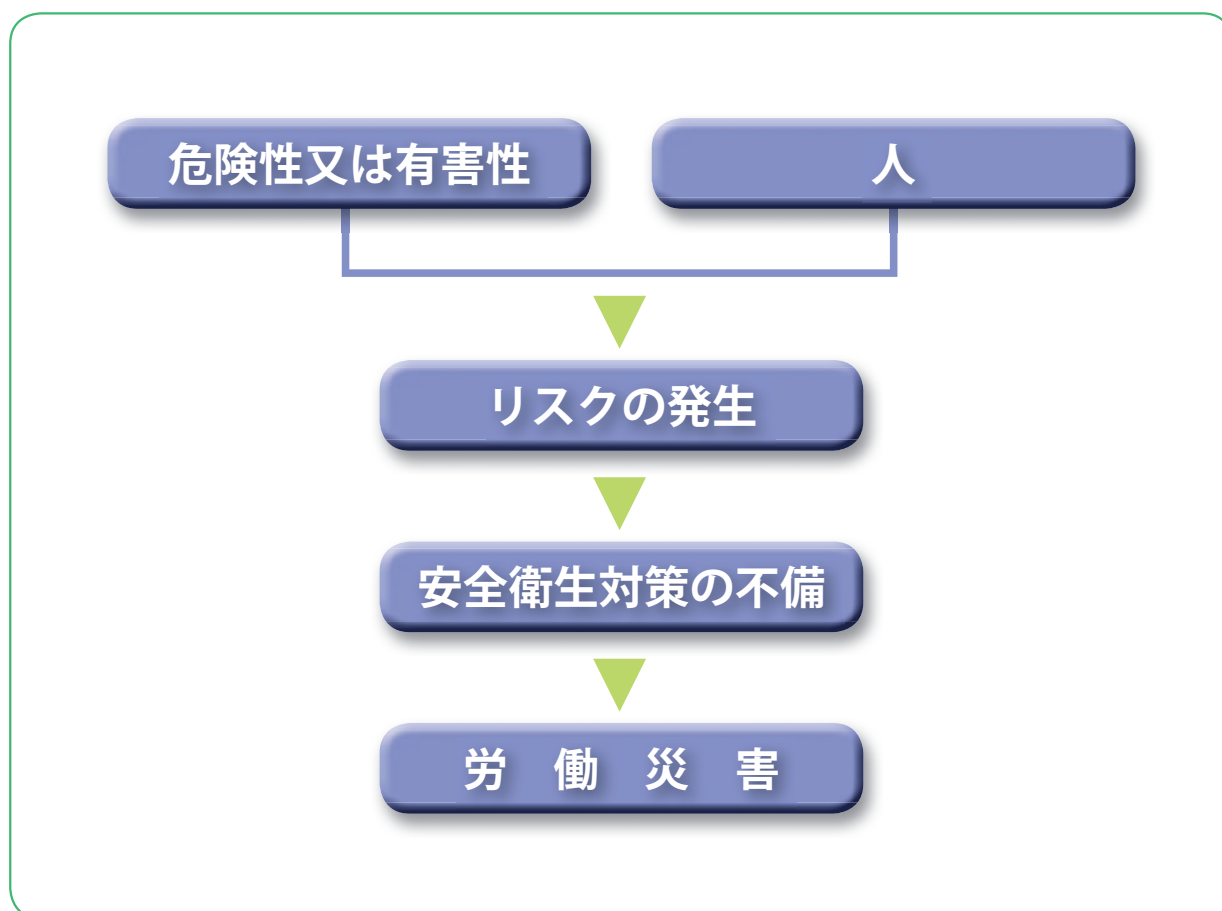 危険性又は有害性
人
リスクの発生
安全衛生対策の不備
労　働　災　害